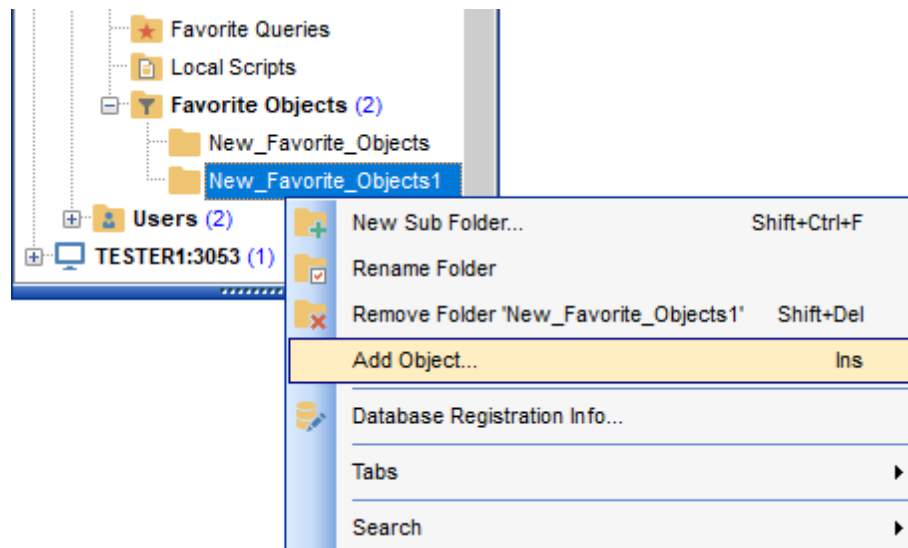 Favorite Queries
Local Scripts
Favorite Objects (2)
New_Favorite_Objects
New_Favorite_Objects1
Users (2)
TESTER1:3053 (1)
New Sub Folder... Shift+Ctrl+F
Rename Folder
Remove Folder 'New_Favorite_Objects1' Shift+Del
Add Object... Ins
Database Registration Info...
Tabs
Search